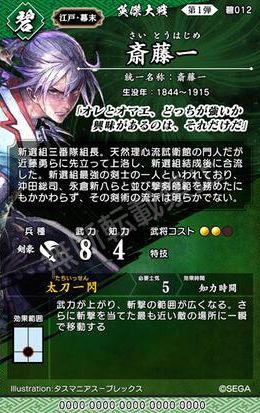 碧
江戸・幕末
英傑大戦
第1弾
碧012
さい とうはじめ
斎藤一
統一名称：斎藤一
生没年：1844～1915
「オレとオマエ、どっちが強いか
興味があるのは、それだけだ」
新選組三番隊組長。天然理心流試衛館の門人だが
近藤勇らに先立って上洛し、新選組結成後に合流
した。新選組最強の剣士の一人といわれており、
沖田総司、永倉新八らと並び撃剣師範を務めたに
もかかわらず、その剣術の流派は明らかでない。
兵種 武力 知力 武将コスト
剣豪 8 4 特技
たちいっせん 必要士気 効果時間
太刀一閃 5 知力時間
効果範囲
武力が上がり、斬撃の範囲が広くなる。さ
らに斬撃を当てた最も近い敵の場所に一瞬
で移動する
Illustration:タスマニアスープレックス
©SEGA
0000-0000-0000-0000-0000